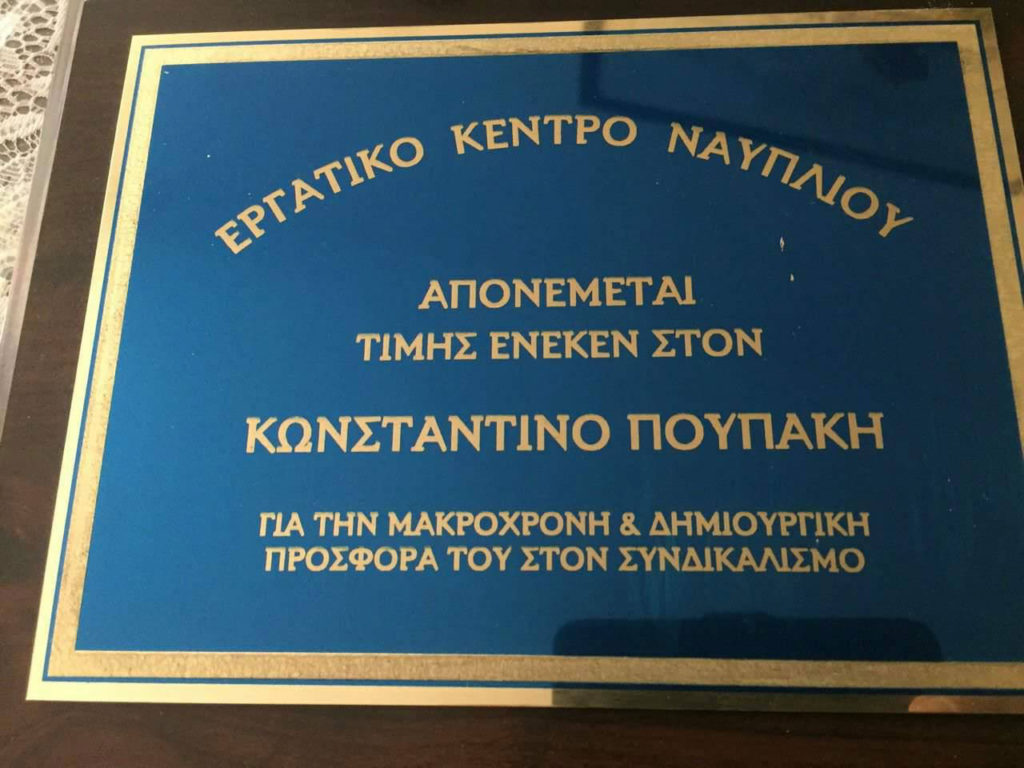 ΕΡΓΑΤΙΚΟ ΚΕΝΤΡΟ ΝΑΥΠΛΙΟΥ
ΑΠΟΝΕΜΕΤΑΙ
ΤΙΜΗΣ ΕΝΕΚΕΝ ΣΤΟΝ
ΚΩΝΣΤΑΝΤΙΝΟ ΠΟΥΠΑΚΗ
ΓΙΑ ΤΗΝ ΜΑΚΡΟΧΡΟΝΗ & ΔΗΜΙΟΥΡΓΙΚΗ
ΠΡΟΣΦΟΡΑ ΤΟΥ ΣΤΟΝ ΣΥΝΔΙΚΑΛΙΣΜΟ